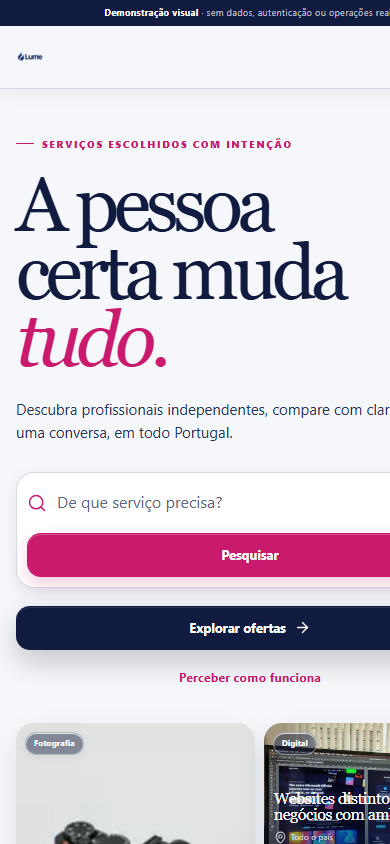 Demonstração visual · sem dados, autenticação ou operações rea
Lume
SERVIÇOS ESCOLHIDOS COM INTENÇÃO
A pessoa
certa muda
tudo.
Descubra profissionais independentes, compare com clar
uma conversa, em todo Portugal.
De que serviço precisa?
Pesquisar
Explorar ofertas
Perceber como funciona
Fotografia
Digital
Websites distinto
negócios com am
Todo o país